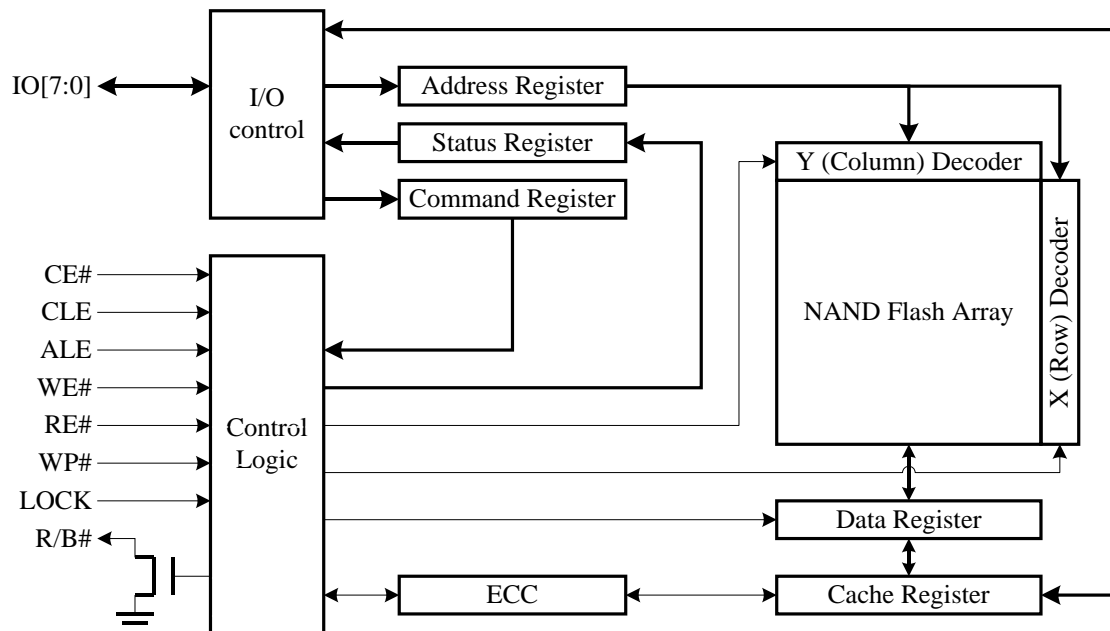 IO[7:0]
I/O
control
Address Register
Status Register
Command Register
Y (Column) Decoder
NAND Flash Array
X (Row) Decoder
CE#
CLE
ALE
WE#
RE#
WP#
LOCK
R/B#
Control
Logic
Data Register
ECC
Cache Register